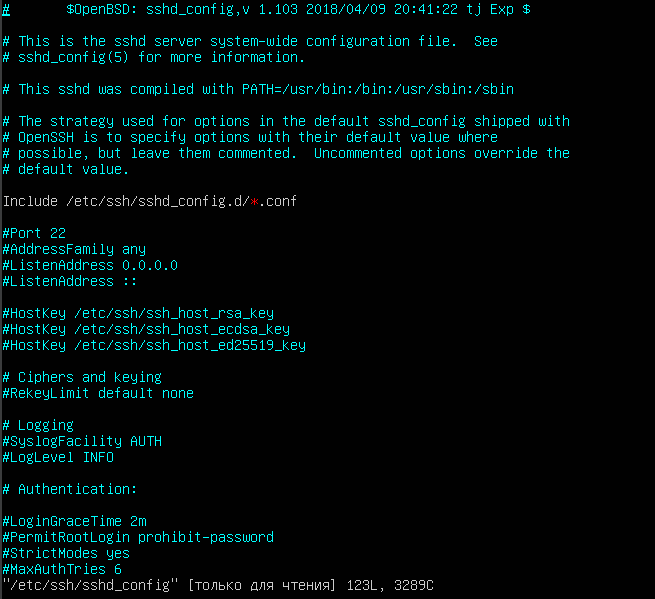 #       $OpenBSD: sshd_config,v 1.103 2018/04/09 20:41:22 tj Exp $
# This is the sshd server system-wide configuration file.  See
# sshd_config(5) for more information.
# This sshd was compiled with PATH=/usr/bin:/bin:/usr/sbin:/sbin
# The strategy used for options in the default sshd_config shipped with
# OpenSSH is to specify options with their default value where
# possible, but leave them commented.  Uncommented options override the
# default value.
Include /etc/ssh/sshd_config.d/*.conf
#Port 22
#AddressFamily any
#ListenAddress 0.0.0.0
#ListenAddress ::
#HostKey /etc/ssh/ssh_host_rsa_key
#HostKey /etc/ssh/ssh_host_ecdsa_key
#HostKey /etc/ssh/ssh_host_ed25519_key
# Ciphers and keying
#RekeyLimit default none
# Logging
#SyslogFacility AUTH
#LogLevel INFO
# Authentication:
#LoginGraceTime 2m
#PermitRootLogin prohibit-password
#StrictModes yes
#MaxAuthTries 6
"/etc/ssh/sshd_config" [только для чтения] 123L, 3289C